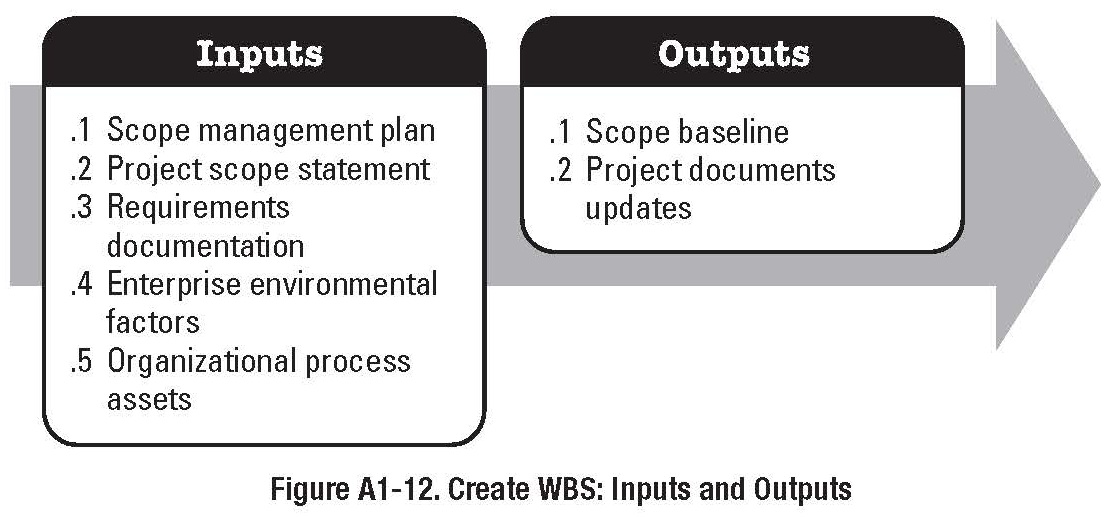 Inputs
.1 Scope management plan
.2 Project scope statement
.3 Requirements
documentation
.4 Enterprise environmental
factors
.5 Organizational process
assets
Outputs
.1 Scope baseline
.2 Project documents
updates
Figure A1-12. Create WBS: Inputs and Outputs